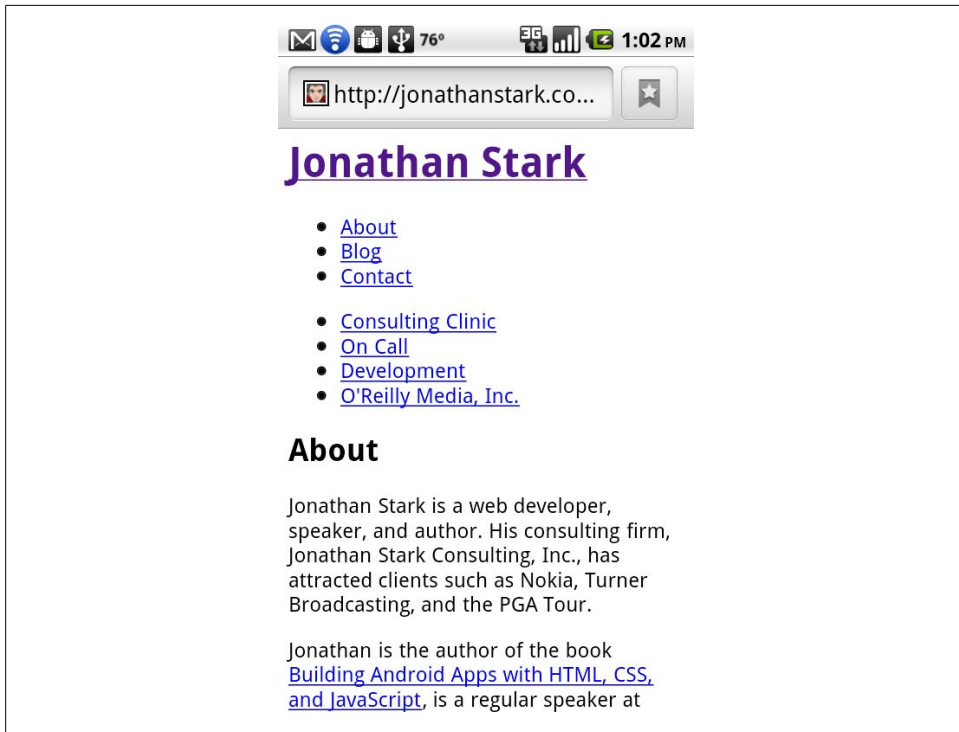 76° 3G 1:02 PM
http://jonathanstark.co...
Jonathan Stark
About
Blog
Contact
Consulting Clinic
On Call
Development
O'Reilly Media, Inc.
About
Jonathan Stark is a web developer,
speaker, and author. His consulting firm,
Jonathan Stark Consulting, Inc., has
attracted clients such as Nokia, Turner
Broadcasting, and the PGA Tour.
Jonathan is the author of the book
Building Android Apps with HTML, CSS,
and JavaScript, is a regular speaker at